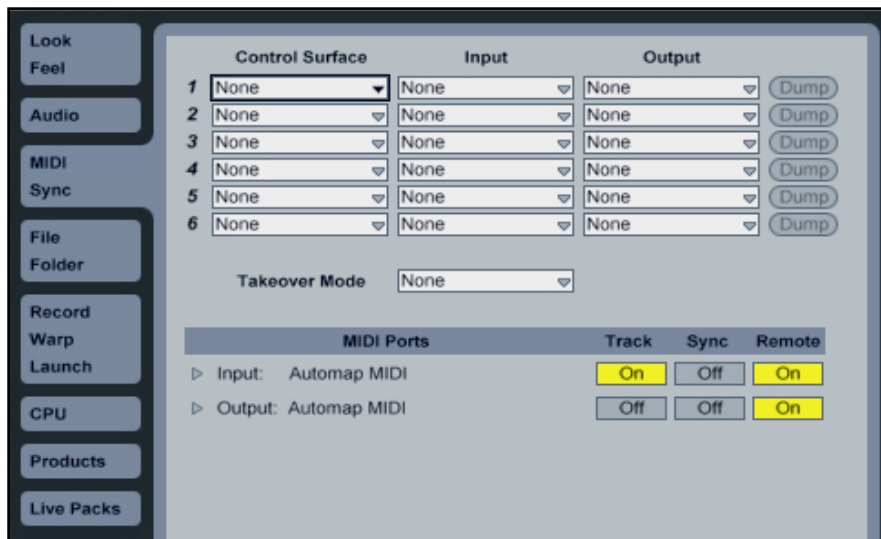 Look
Feel
Audio
MIDI
Sync
File
Folder
Record
Warp
Launch
CPU
Products
Live Packs
Control Surface Input Output
1 None None None Dump
2 None None None Dump
3 None None None Dump
4 None None None Dump
5 None None None Dump
6 None None None Dump
Takeover Mode None
MIDI Ports Track Sync Remote
Input: Automap MIDI On Off On
Output: Automap MIDI Off Off On